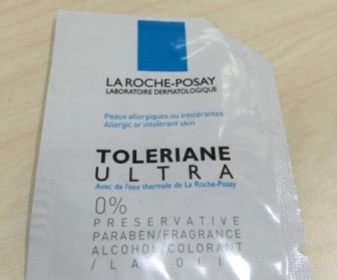 LA ROCHE-POSAY
LABORATOIRE DERMATOLOGIQUE
Peaux allergiques ou intolérantes
Allergic or intolerant skin
TOLERIANE
ULTRA
Avec de l'eau thermale de La Roche-Posay
0%
PRESERVATIVE
PARABEN/FRAGRANCE
ALCOHOL/COLORANT